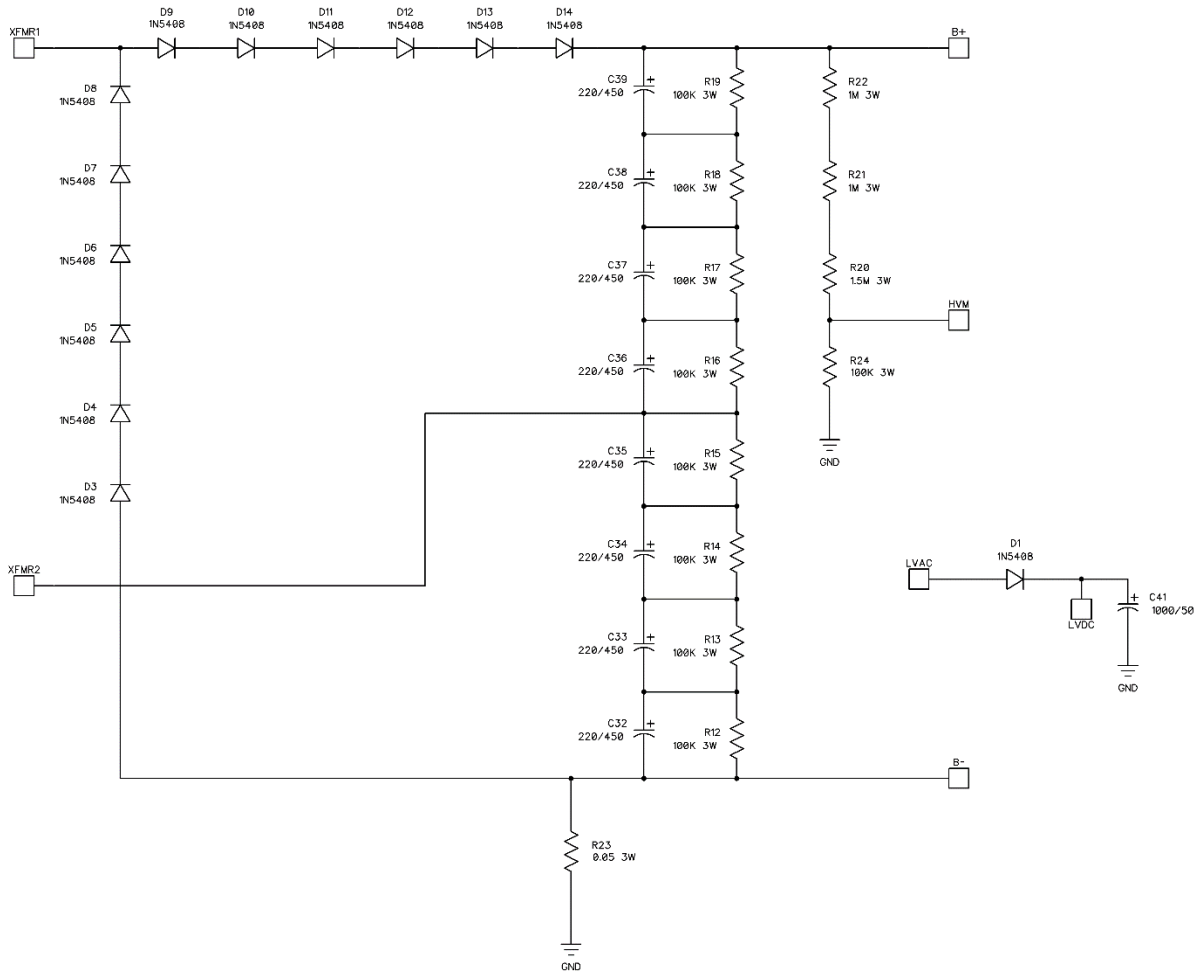 XFMR1
D9
1N5408
D10
1N5408
D11
1N5408
D12
1N5408
D13
1N5408
D14
1N5408
B+
D8
1N5408
D7
1N5408
D6
1N5408
D5
1N5408
D4
1N5408
D3
1N5408
XFMR2
C39
220/450
R19
100K 3W
C38
220/450
R18
100K 3W
C37
220/450
R17
100K 3W
C36
220/450
R16
100K 3W
C35
220/450
R15
100K 3W
C34
220/450
R14
100K 3W
C33
220/450
R13
100K 3W
C32
220/450
R12
100K 3W
R22
1M 3W
R21
1M 3W
R20
1.5M 3W
HVM
R24
100K 3W
GND
LVAC
D1
1N5408
LVDC
C41
1000/50
GND
B-
R23
0.05 3W
GND